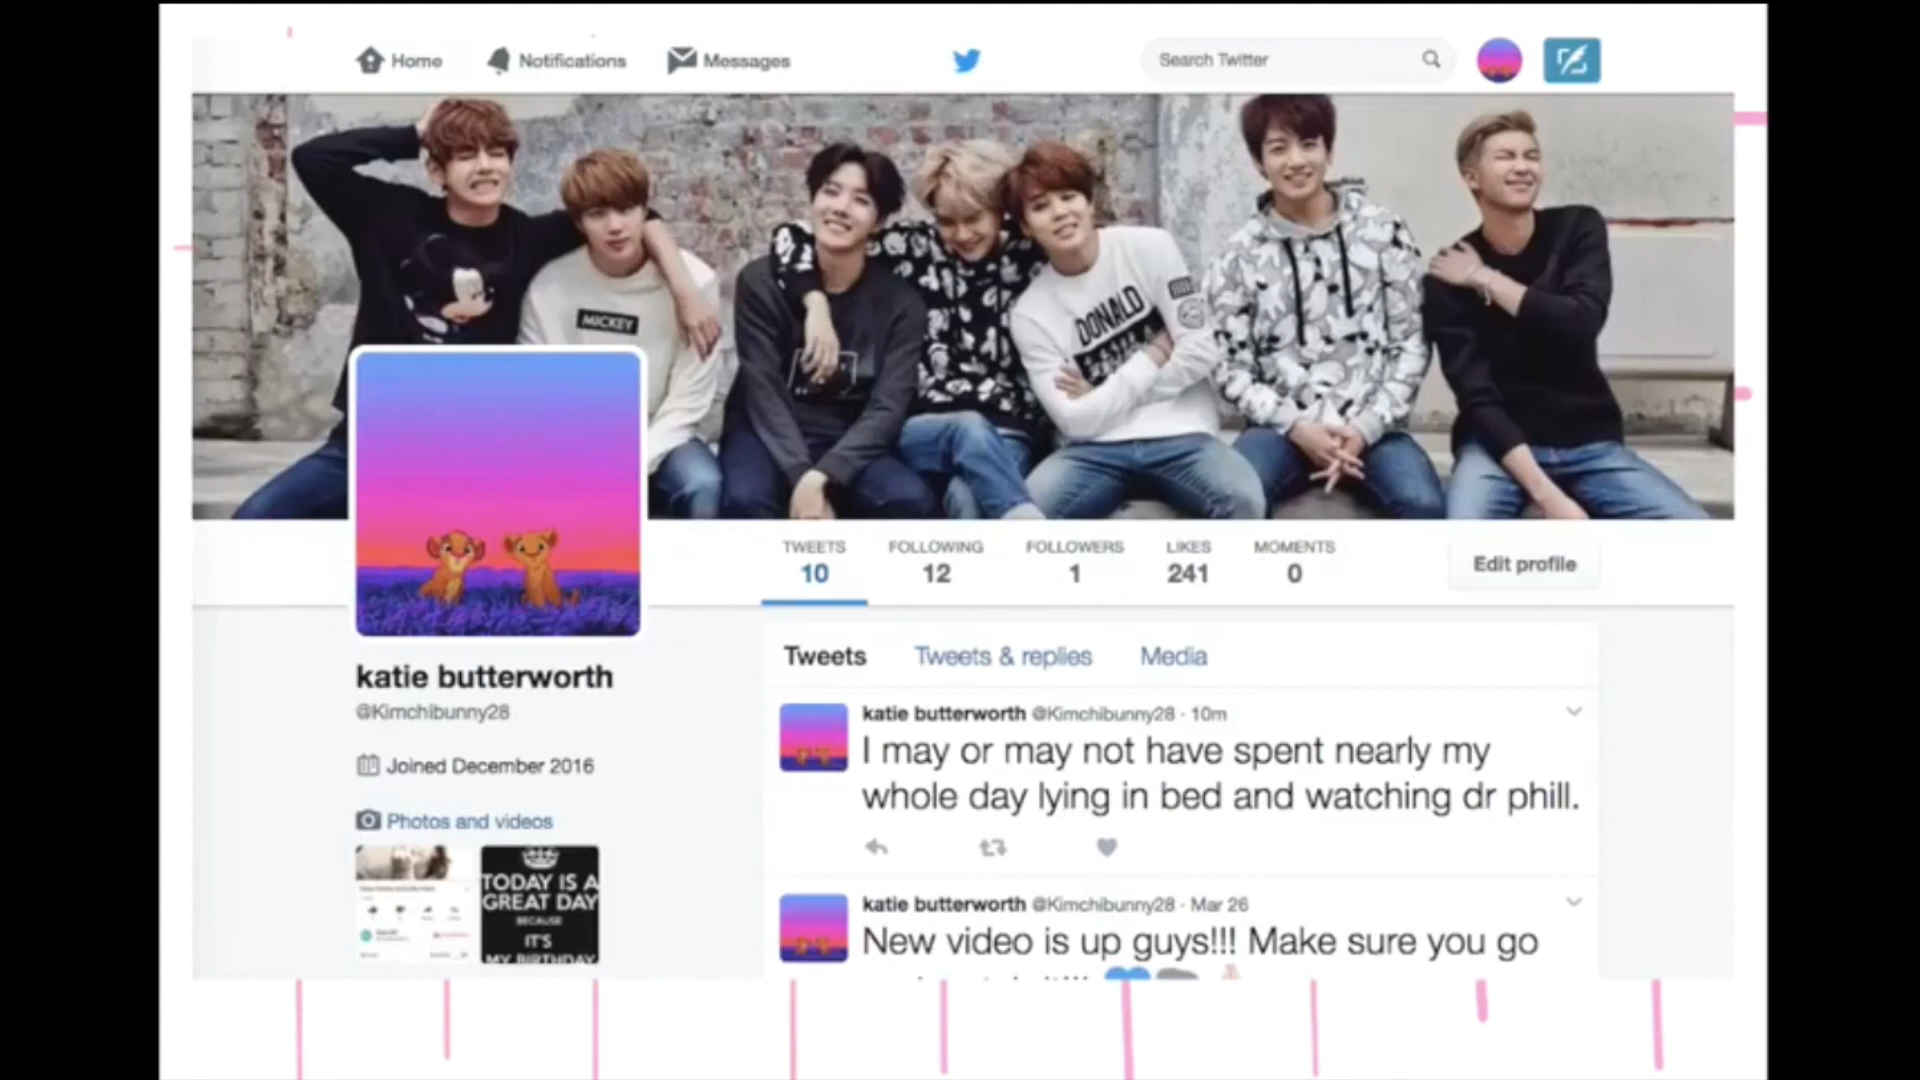 Home
Notifications
Messages
Search Twitter
MICKEY
DONALD
TWEETS
10
FOLLOWING
12
FOLLOWERS
1
LIKES
241
MOMENTS
0
Edit profile
katie butterworth
@Kimchibunny28
Joined December 2016
Photos and videos
TODAY IS A
GREAT DAY
BECAUSE
IT'S
MY BIRTHDAY
Tweets
Tweets & replies
Media
katie butterworth @Kimchibunny28 · 10m
I may or may not have spent nearly my
whole day lying in bed and watching dr phill.
katie butterworth @Kimchibunny28 · Mar 26
New video is up guys!!! Make sure you go